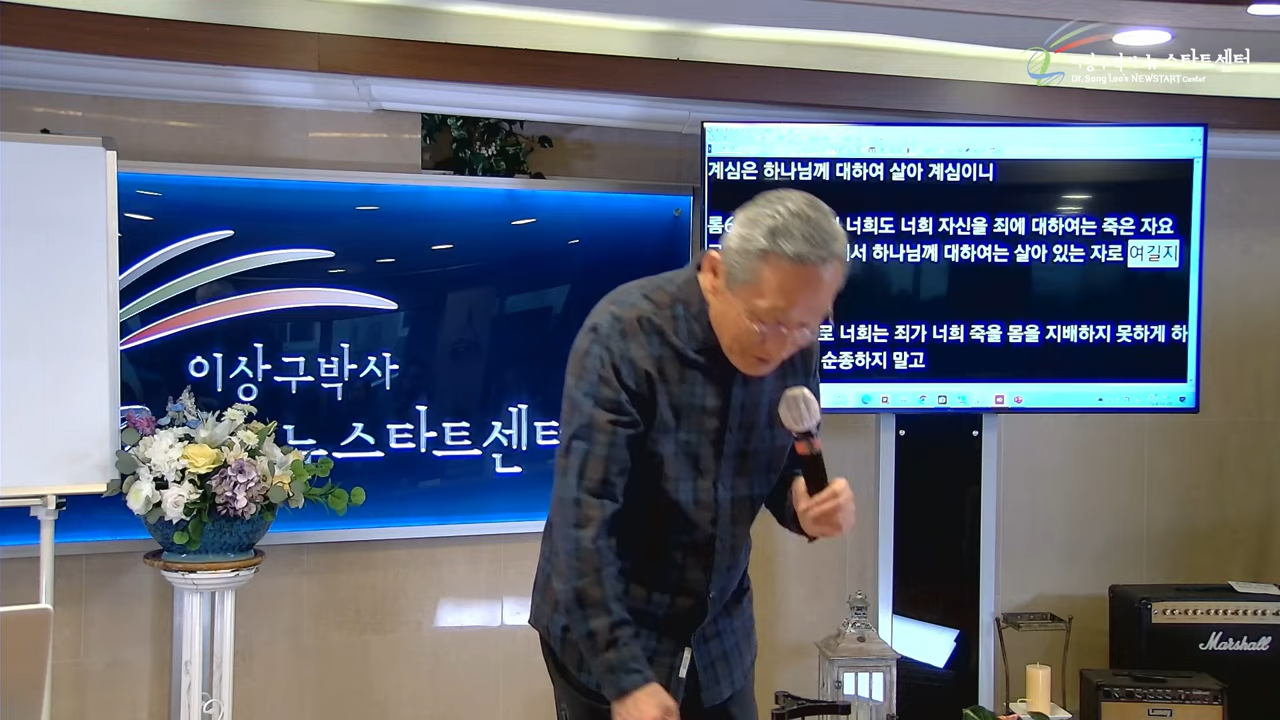 스타트센터
Dr. Sang Lee's NEWSTART Center
계심은 하나님께 대하여 살아 계심이니
너희도 너희 자신을 죄에 대하여는 죽은 자요
서 하나님께 대하여는 살아 있는 자로 여길지
로 너희는 죄가 너희 죽을 몸을 지배하지 못하게 하
순종하지 말고
이상구박사
뉴스타트센터
Marshall